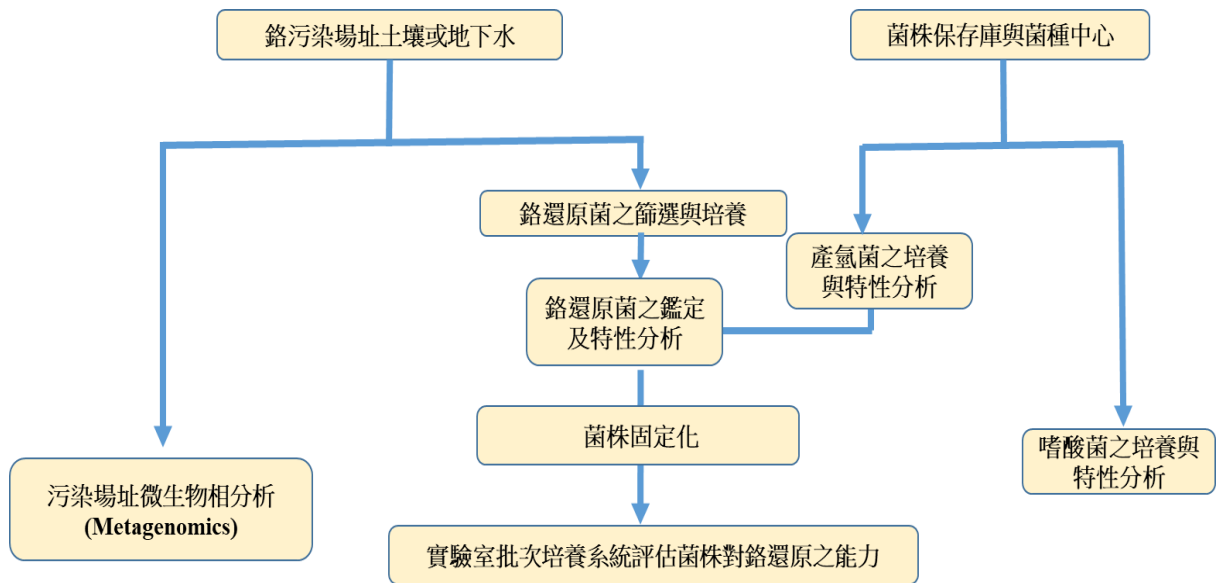 鉻污染場址土壤或地下水
菌株保存庫與菌種中心
鉻還原菌之篩選與培養
產氫菌之培養
與特性分析
鉻還原菌之鑑定
及特性分析
菌株固定化
嗜酸菌之培養與
特性分析
污染場址微生物相分析
(Metagenomics)
實驗室批次培養系統評估菌株對鉻還原之能力